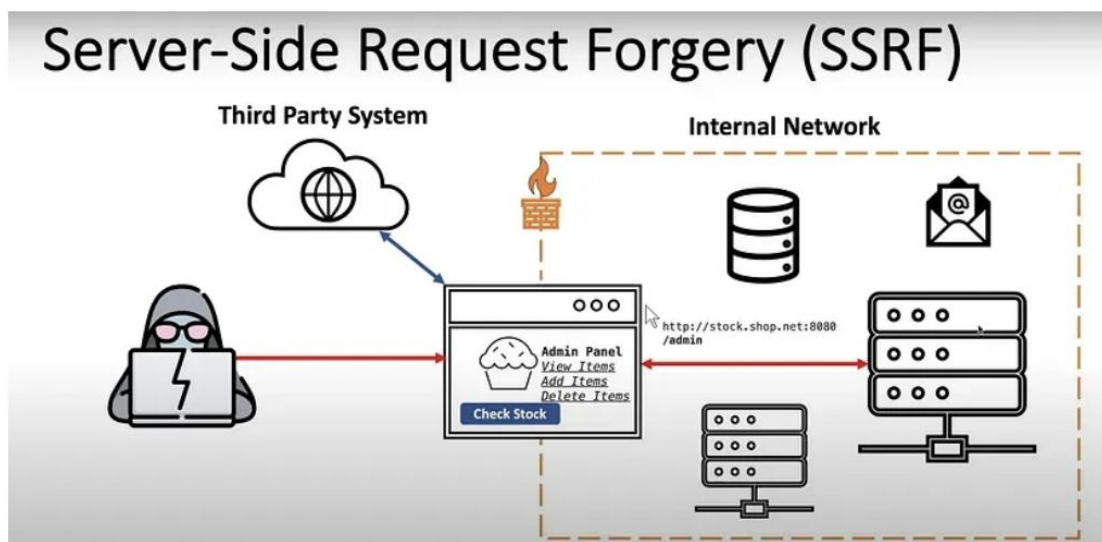 Server-Side Request Forgery (SSRF)
Third Party System
Internal Network
@
http://stock.shop.net:8080
/admin
Admin Panel
View Items
Add Items
Delete Items
Check Stock